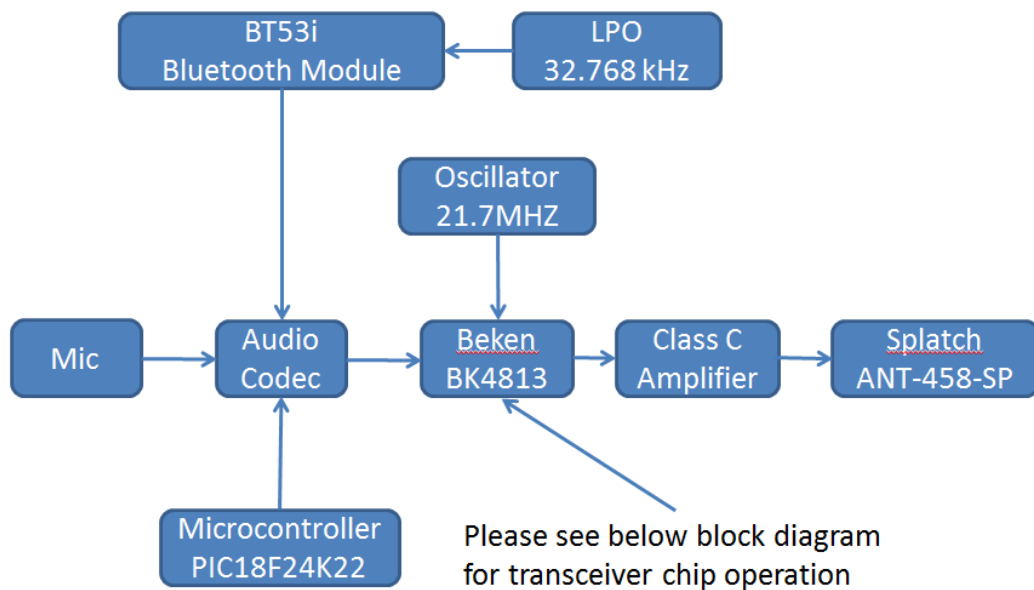 BT53i
Bluetooth Module
LPO
32.768 kHz
Oscillator
21.7MHZ
Mic
Audio
Codec
Beken
BK4813
Class C
Amplifier
Splatch
ANT-458-SP
Microcontroller
PIC18F24K22
Please see below block diagram
for transceiver chip operation